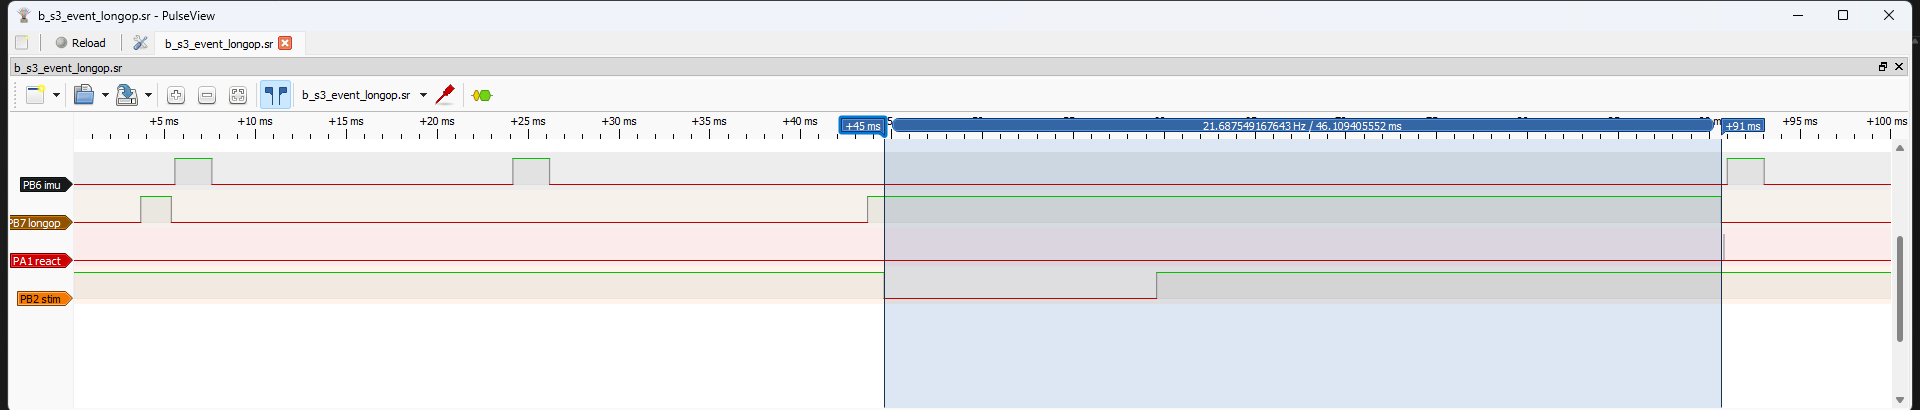 b_s3_event_longop.sr - PulseView
Reload
b_s3_event_longop.sr
b_s3_event_longop.sr
b_s3_event_longop.sr
+5 ms +10 ms +15 ms +20 ms +25 ms +30 ms +35 ms +40 ms +45 ms 21.687549167643 Hz / 46.109405552 ms +91 ms +95 ms +100 ms
PB6 imu
PB7 longop
PA1 react
PB2 stim